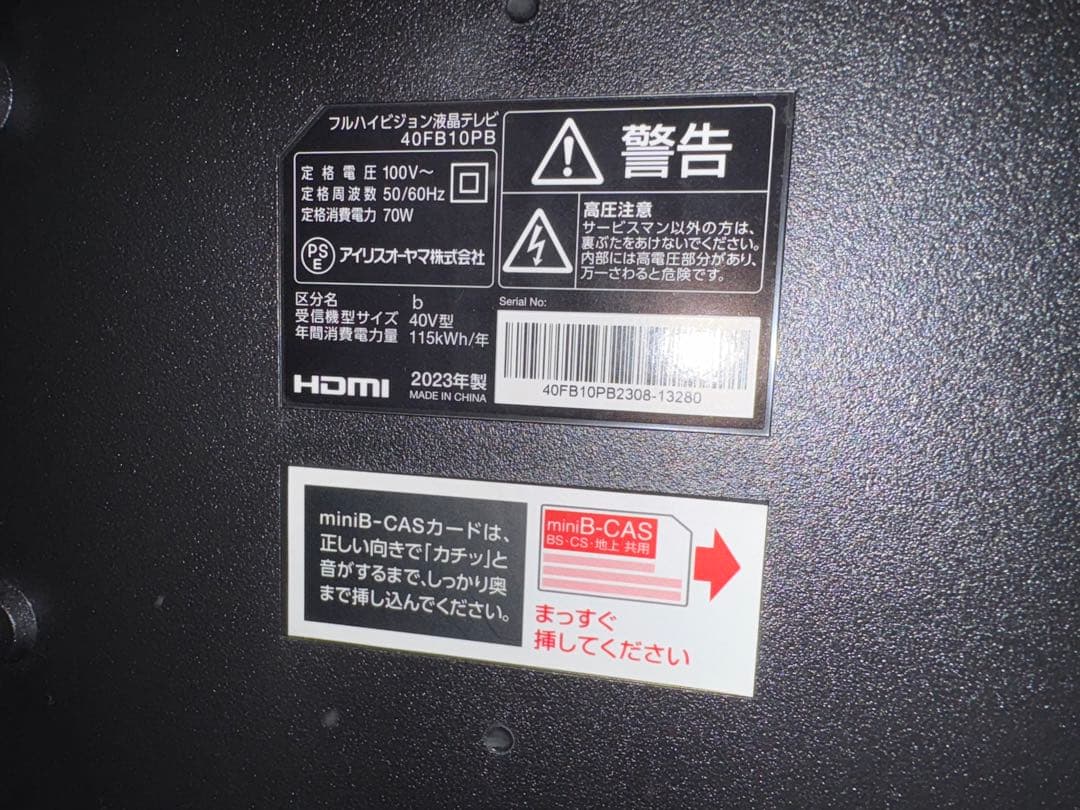 フルハイビジョン液晶テレビ
40FB10PB
定格電圧 100V～
定格周波数 50/60Hz
定格消費電力 70W
PS
E
アイリスオーヤマ株式会社
区分名 b
受信機型サイズ 40V型
年間消費電力量 115kWh/年
HDMI
2023年製
MADE IN CHINA
警告
高圧注意
サービスマン以外の方は、
裏ぶたをあけないでください。
内部には高電圧部分があり、
万一さわると危険です。
Serial No:
40FB10PB2308-13280
miniB-CASカードは、
正しい向きで「カチッ」と
音がするまで、しっかり奥
まで挿し込んでください。
miniB-CAS
BS・CS・地上 共用
まっすぐ
挿してください